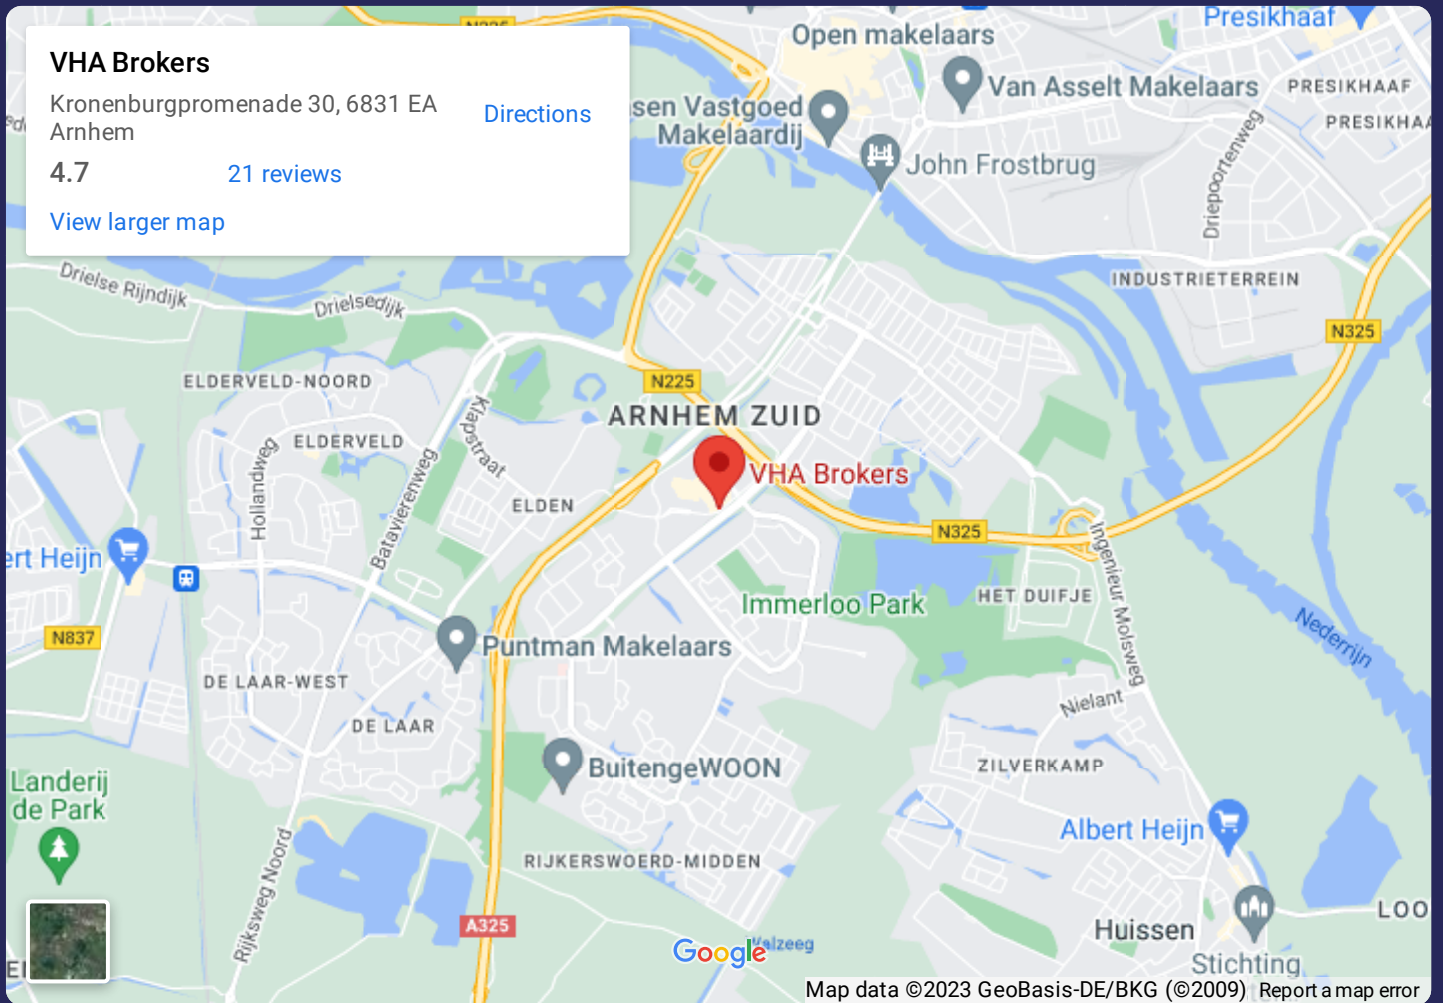 VHA Brokers
Kronenburgpromenade 30, 6831 EA
Arnhem
Directions
4.7
21 reviews
View larger map
Presikhaaf
Open makelaars
Van Asselt Makelaars
PRESIKHAAF
Vastgoed
Makelaardij
John Frostbrug
Driepoortenweg
Drielse Rijndijk
Drielsedijk
INDUSTRIETERREIN
N325
ELDERVELD-NOORD
N225
ARNHEM ZUID
ELDERVELD
Klapstraat
Hollandweg
Batavierenweg
ELDEN
VHA Brokers
N325
Heijn
Ingenieur Molsweg
HET DUIFJE
Immerloo Park
Nederrijn
N837
Puntman Makelaars
DE LAAR-WEST
Nielant
DE LAAR
BuitengeWOON
ZILVERKAMP
Landerij
de Park
Albert Heijn
RIJKERSWOERD-MIDDEN
Rijksweg Noord
A325
Huissen
LOO
Google
Walzeeg
Stichting
Map data ©2023 GeoBasis-DE/BKG (©2009)
Report a map error